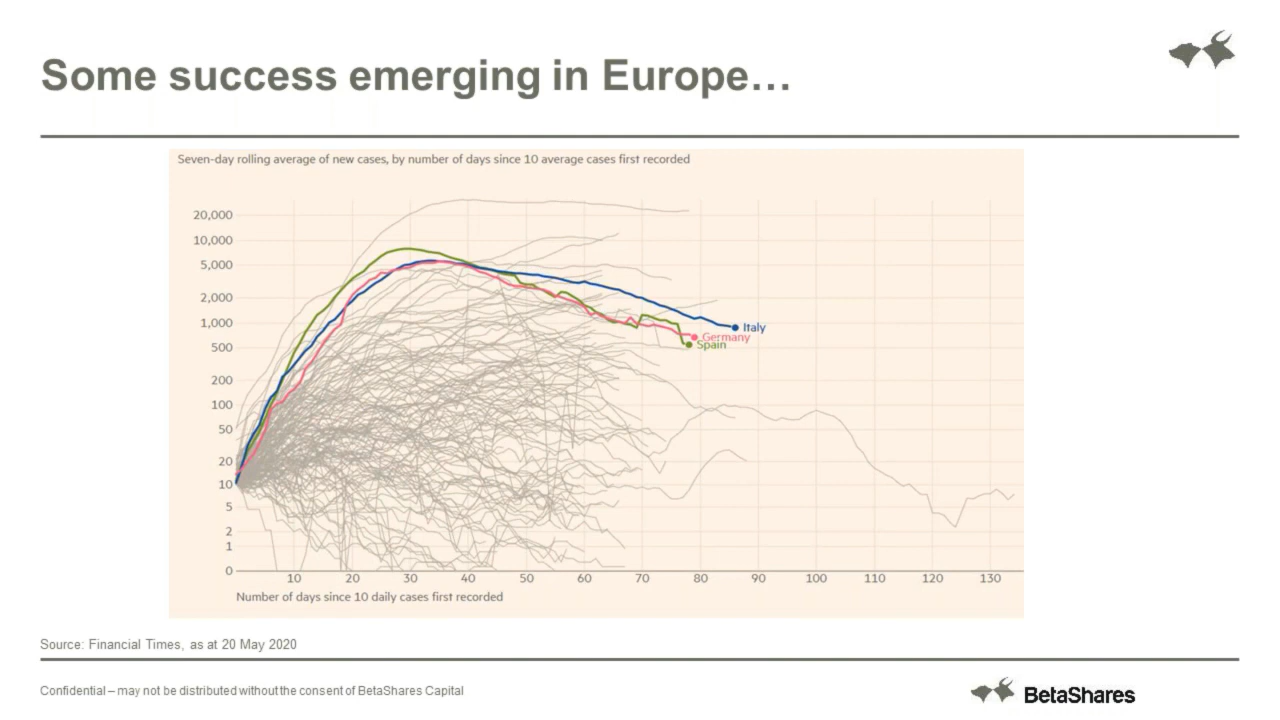 Some success emerging in Europe...
Seven-day rolling average of new cases, by number of days since 10 average cases first recorded
20,000
10,000
5,000
2,000
1,000
500
200
100
50
20
10
5
2
1
0
Italy
Germany
Spain
10 20 30 40 50 60 70 80 90 100 110 120 130
Number of days since 10 daily cases first recorded
Source: Financial Times, as at 20 May 2020
Confidential – may not be distributed without the consent of BetaShares Capital
BetaShares